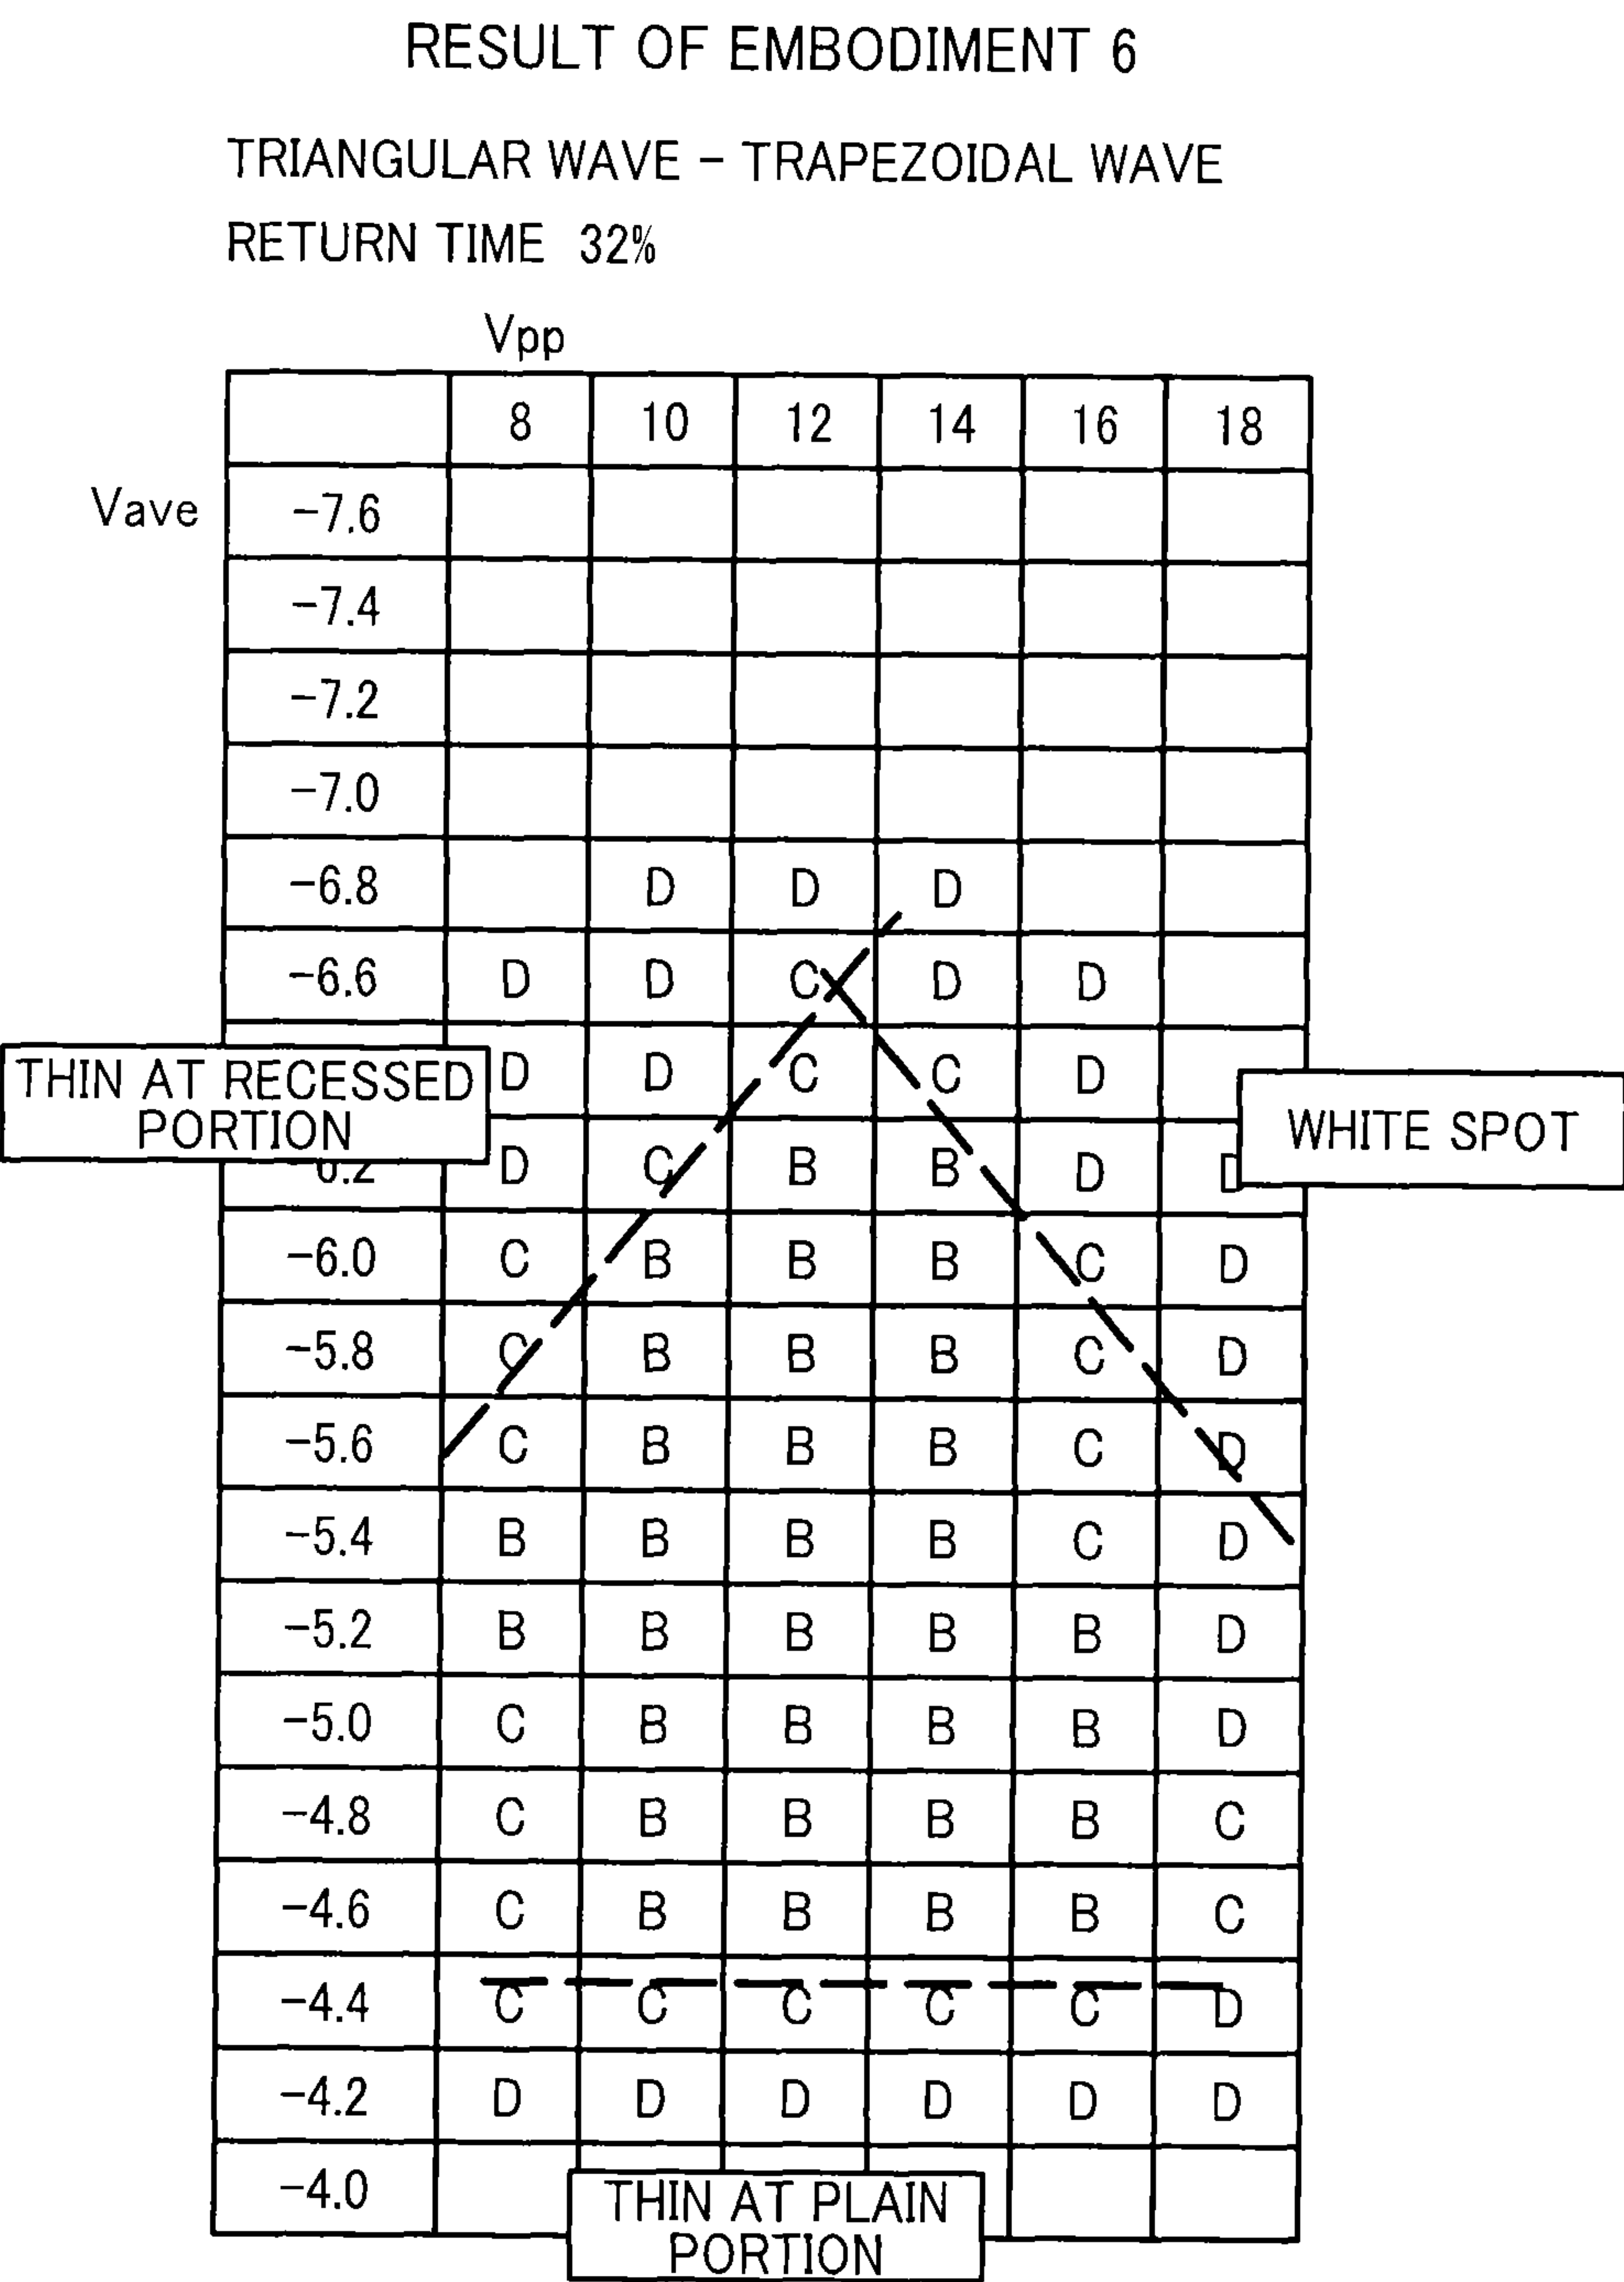 RESULT OF EMBODIMENT 6
TRIANGULAR WAVE – TRAPEZOIDAL WAVE
RETURN TIME 32%
Vpp
8 10 12 14 16 18
Vave −7.6
−7.4
−7.2
−7.0
−6.8 D D D
−6.6 D D C D D
THIN AT RECESSED
PORTION
D D C C D
WHITE SPOT
−6.2 D C B B D D
−6.0 C B B B C D
−5.8 C B B B C D
−5.6 C B B B C D
−5.4 B B B B C D
−5.2 B B B B B D
−5.0 C B B B B D
−4.8 C B B B B C
−4.6 C B B B B C
−4.4 C C C C C D
−4.2 D D D D D D
−4.0
THIN AT PLAIN
PORTION